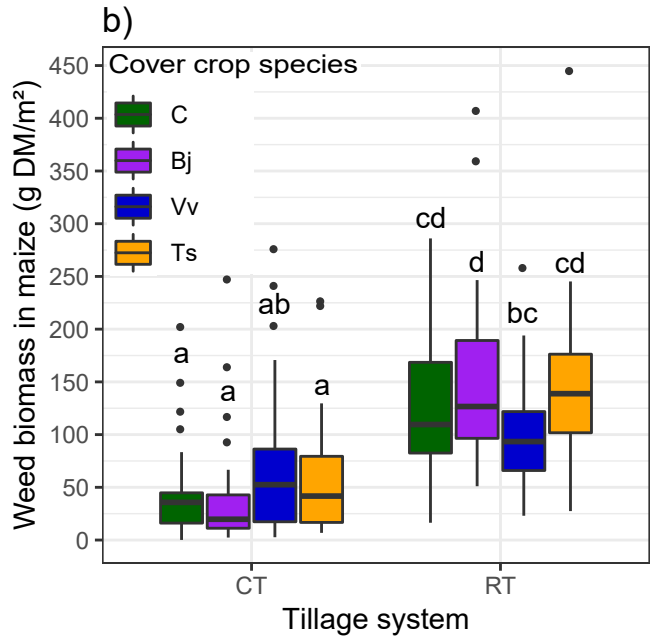 b)
Weed biomass in maize (g DM/m²)
450
400
350
300
250
200
150
100
50
0
Cover crop species
C
Bj
Vv
Ts
a
a
ab
a
cd
d
bc
cd
CT
RT
Tillage system